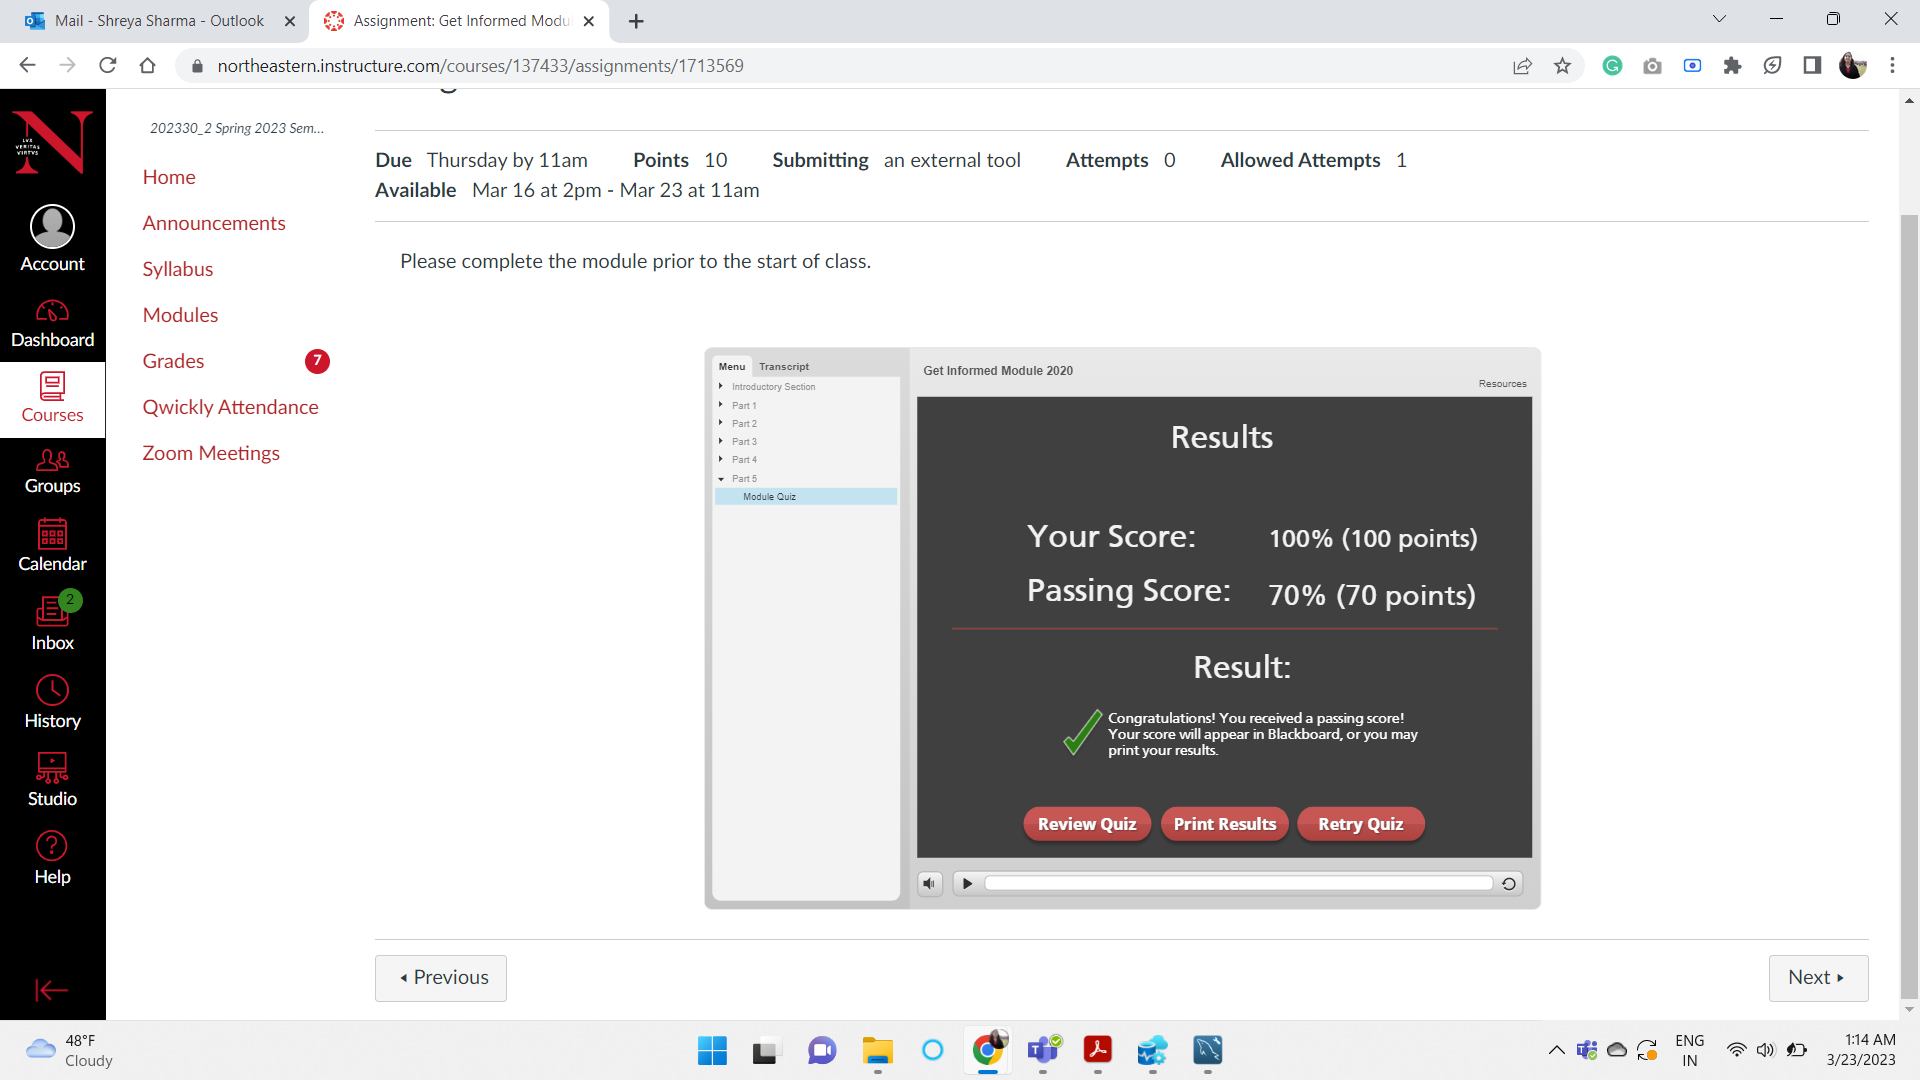 Mail - Shreya Sharma - Outlook
Assignment: Get Informed Modu
northeastern.instructure.com/courses/137433/assignments/1713569
N
LVX
VERITAS
VIRTVS
Account
Dashboard
Courses
Groups
Calendar
2
Inbox
History
Studio
Help
202330_2 Spring 2023 Sem...
Home
Announcements
Syllabus
Modules
Grades 7
Qwickly Attendance
Zoom Meetings
Due Thursday by 11am Points 10 Submitting an external tool Attempts 0 Allowed Attempts 1
Available Mar 16 at 2pm - Mar 23 at 11am
Please complete the module prior to the start of class.
Menu Transcript
Introductory Section
Part 1
Part 2
Part 3
Part 4
Part 5
Module Quiz
Get Informed Module 2020
Resources
Results
Your Score: 100% (100 points)
Passing Score: 70% (70 points)
Result:
Congratulations! You received a passing score!
Your score will appear in Blackboard, or you may
print your results.
Review Quiz Print Results Retry Quiz
Previous
Next
48°F
Cloudy
ENG
IN
1:14 AM
3/23/2023